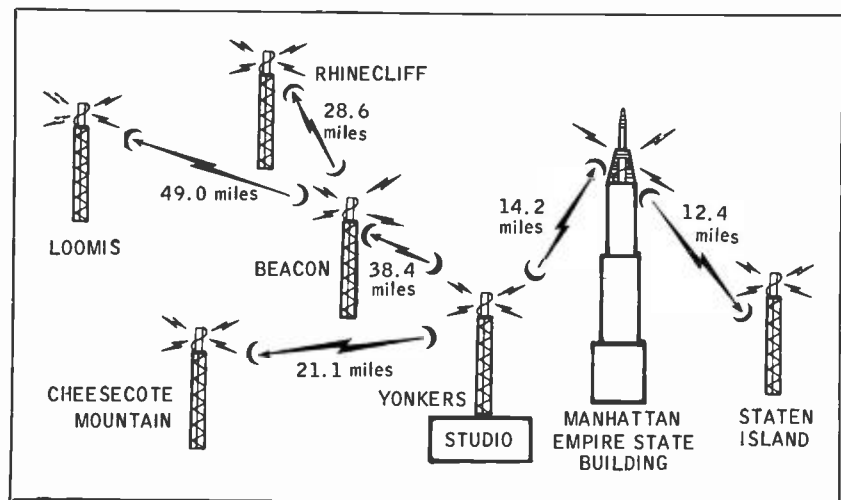 RHINECLIFF
28.6
miles
49.0 miles
LOOMIS
14.2
miles
12.4
miles
BEACON
38.4
miles
21.1 miles
CHEESECOTE
MOUNTAIN
YONKERS
STUDIO
MANHATTAN
EMPIRE STATE
BUILDING
STATEN
ISLAND